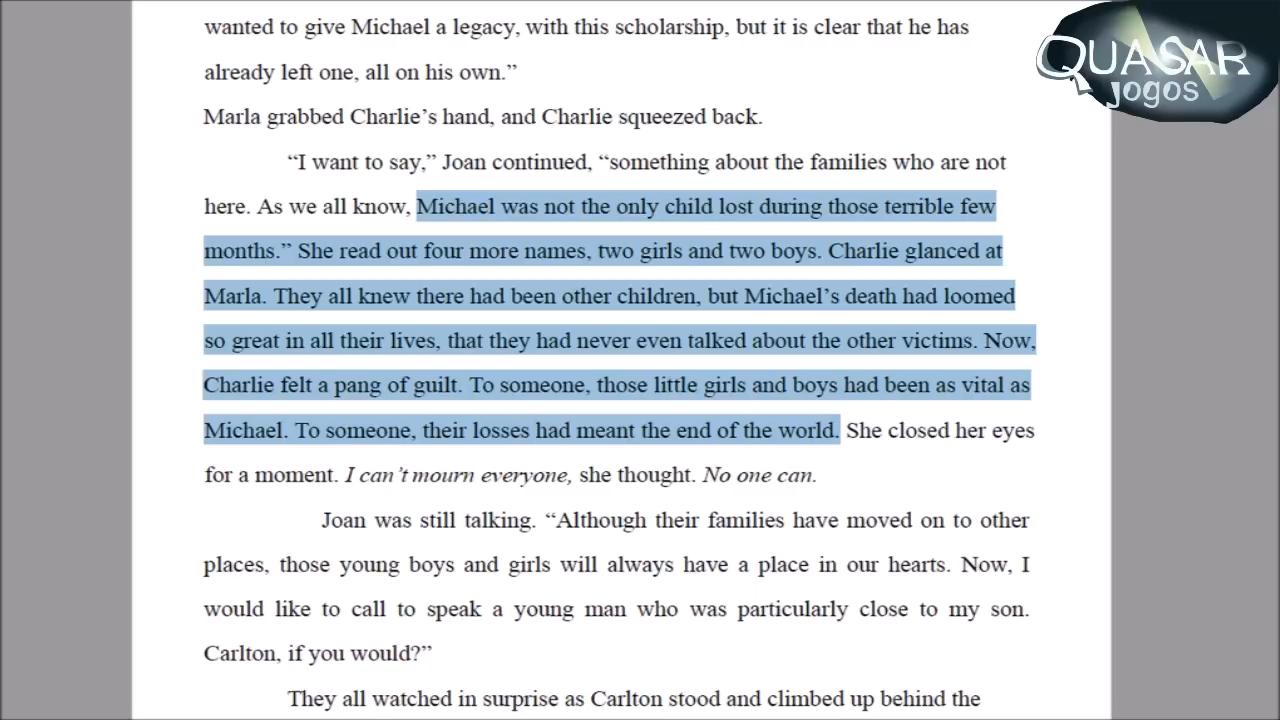 wanted to give Michael a legacy, with this scholarship, but it is clear that he has
already left one, all on his own.”
Marla grabbed Charlie’s hand, and Charlie squeezed back.
“I want to say,” Joan continued, “something about the families who are not
here. As we all know, Michael was not the only child lost during those terrible few
months.” She read out four more names, two girls and two boys. Charlie glanced at
Marla. They all knew there had been other children, but Michael’s death had loomed
so great in all their lives, that they had never even talked about the other victims. Now,
Charlie felt a pang of guilt. To someone, those little girls and boys had been as vital as
Michael. To someone, their losses had meant the end of the world. She closed her eyes
for a moment. I can’t mourn everyone, she thought. No one can.
Joan was still talking. “Although their families have moved on to other
places, those young boys and girls will always have a place in our hearts. Now, I
would like to call to speak a young man who was particularly close to my son.
Carlton, if you would?”
They all watched in surprise as Carlton stood and climbed up behind the
QUASAR
jogos